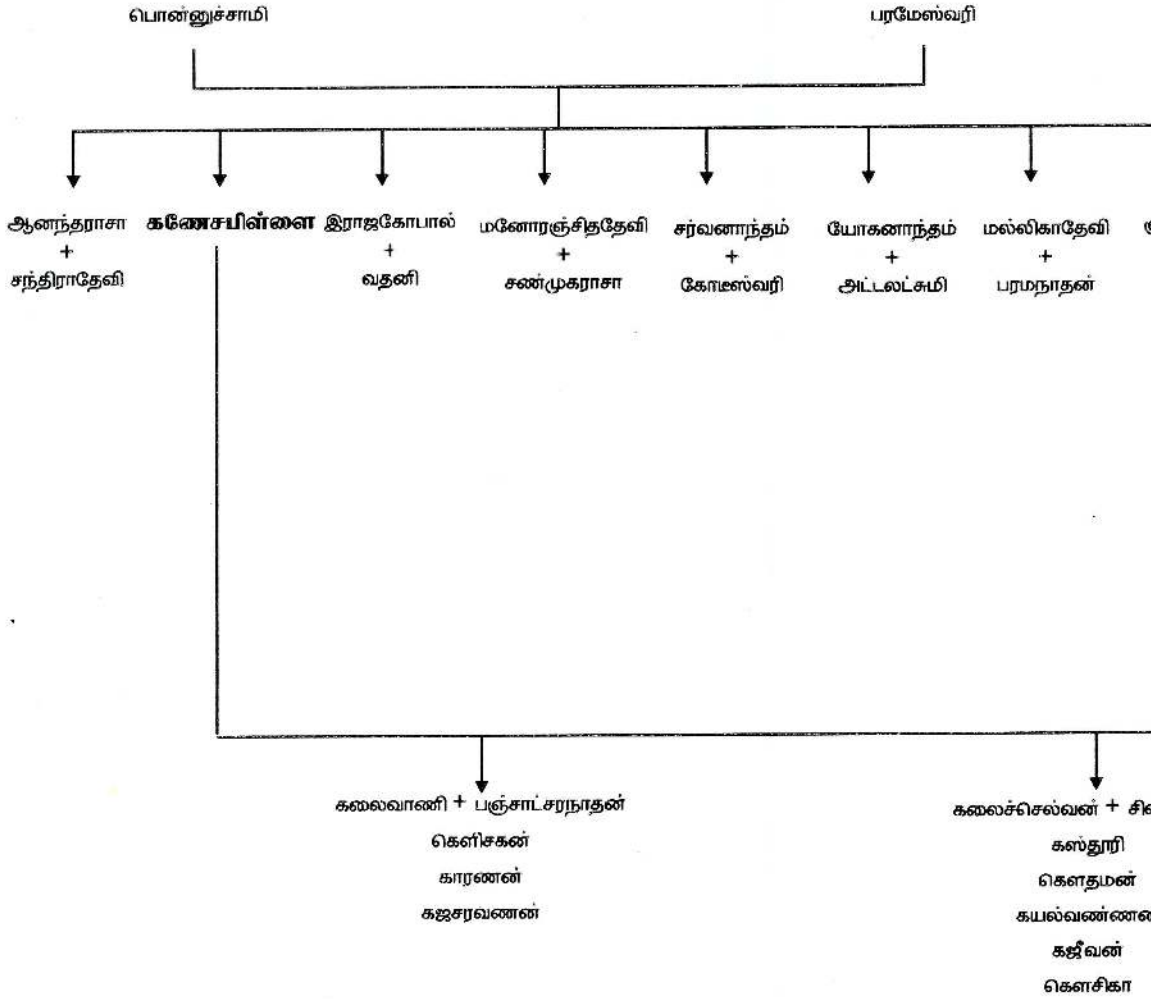 பொன்னுச்சாமி பரமேஸ்வரி
ஆனந்தராசா கணேசபிள்ளை இராஜகோபால் மனோரஞ்சிததேவி சர்வனாந்தம் யோகனாந்தம் மல்லிகாதேவி
+ + + + + +
சந்திராதேவி வதனி சண்முகராசா கோடீஸ்வரி அட்டலட்சுமி பரமநாதன்
கலைவாணி + பஞ்சாட்சரநாதன் கலைச்செல்வன் +
கெளிசகன் கஸ்தூரி
காரணன் கௌதமன்
கஜசரவணன்
கஜீவன்
கௌசிகா